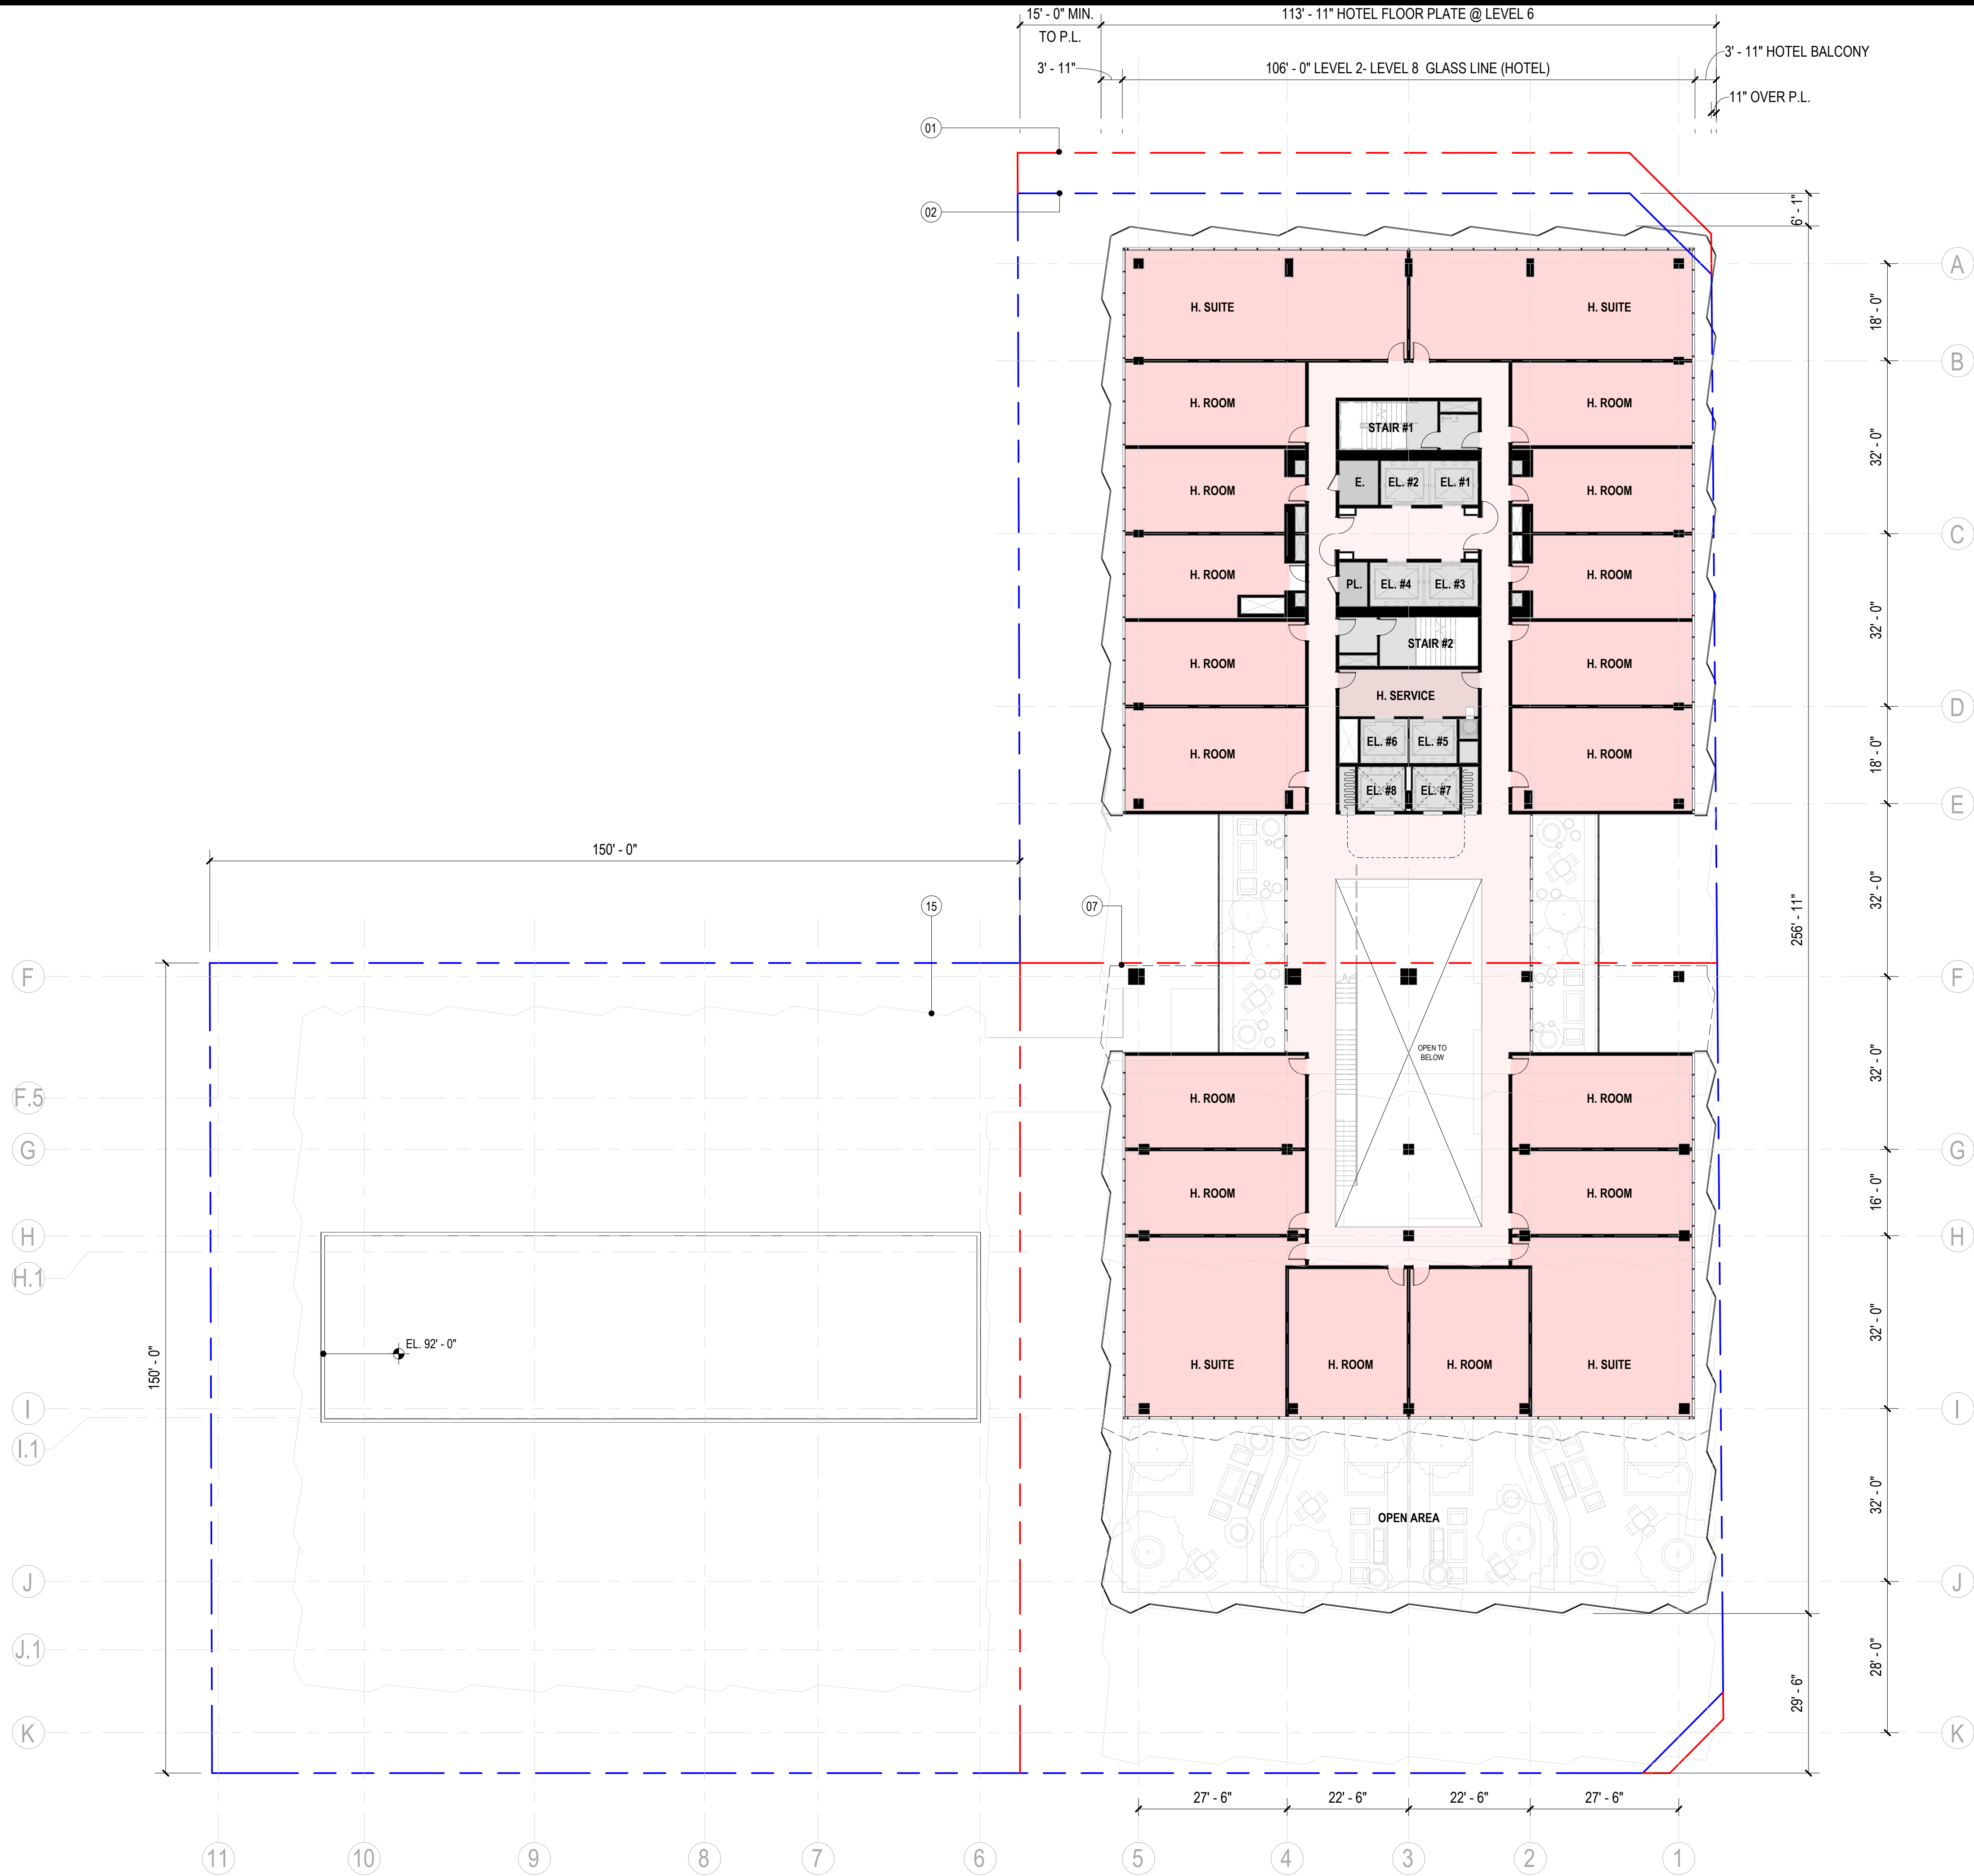 15' - 0" MIN.
TO P.L.
113' - 11" HOTEL FLOOR PLATE @ LEVEL 6
3' - 11" HOTEL BALCONY
3' - 11"
106' - 0" LEVEL 2- LEVEL 8 GLASS LINE (HOTEL)
11" OVER P.L.
01
02
6' - 1"
A
18' - 0"
H. SUITE
H. SUITE
B
H. ROOM
H. ROOM
STAIR #1
32' - 0"
H. ROOM
E.
EL. #2
EL. #1
H. ROOM
C
H. ROOM
PL.
EL. #4
EL. #3
H. ROOM
32' - 0"
H. ROOM
STAIR #2
H. ROOM
H. SERVICE
D
H. ROOM
EL. #6
EL. #5
H. ROOM
18' - 0"
EL. #8
EL. #7
E
150' - 0"
32' - 0"
15
07
256' - 11"
F
F
OPEN TO
BELOW
32' - 0"
F.5
H. ROOM
H. ROOM
G
G
H. ROOM
H. ROOM
16' - 0"
H
H
H.1
EL. 92' - 0"
150' - 0"
32' - 0"
H. SUITE
H. ROOM
H. ROOM
H. SUITE
I
I
I.1
OPEN AREA
32' - 0"
J
J
J.1
28' - 0"
29' - 6"
K
K
27' - 6"
22' - 6"
22' - 6"
27' - 6"
11
10
9
8
7
6
5
4
3
2
1